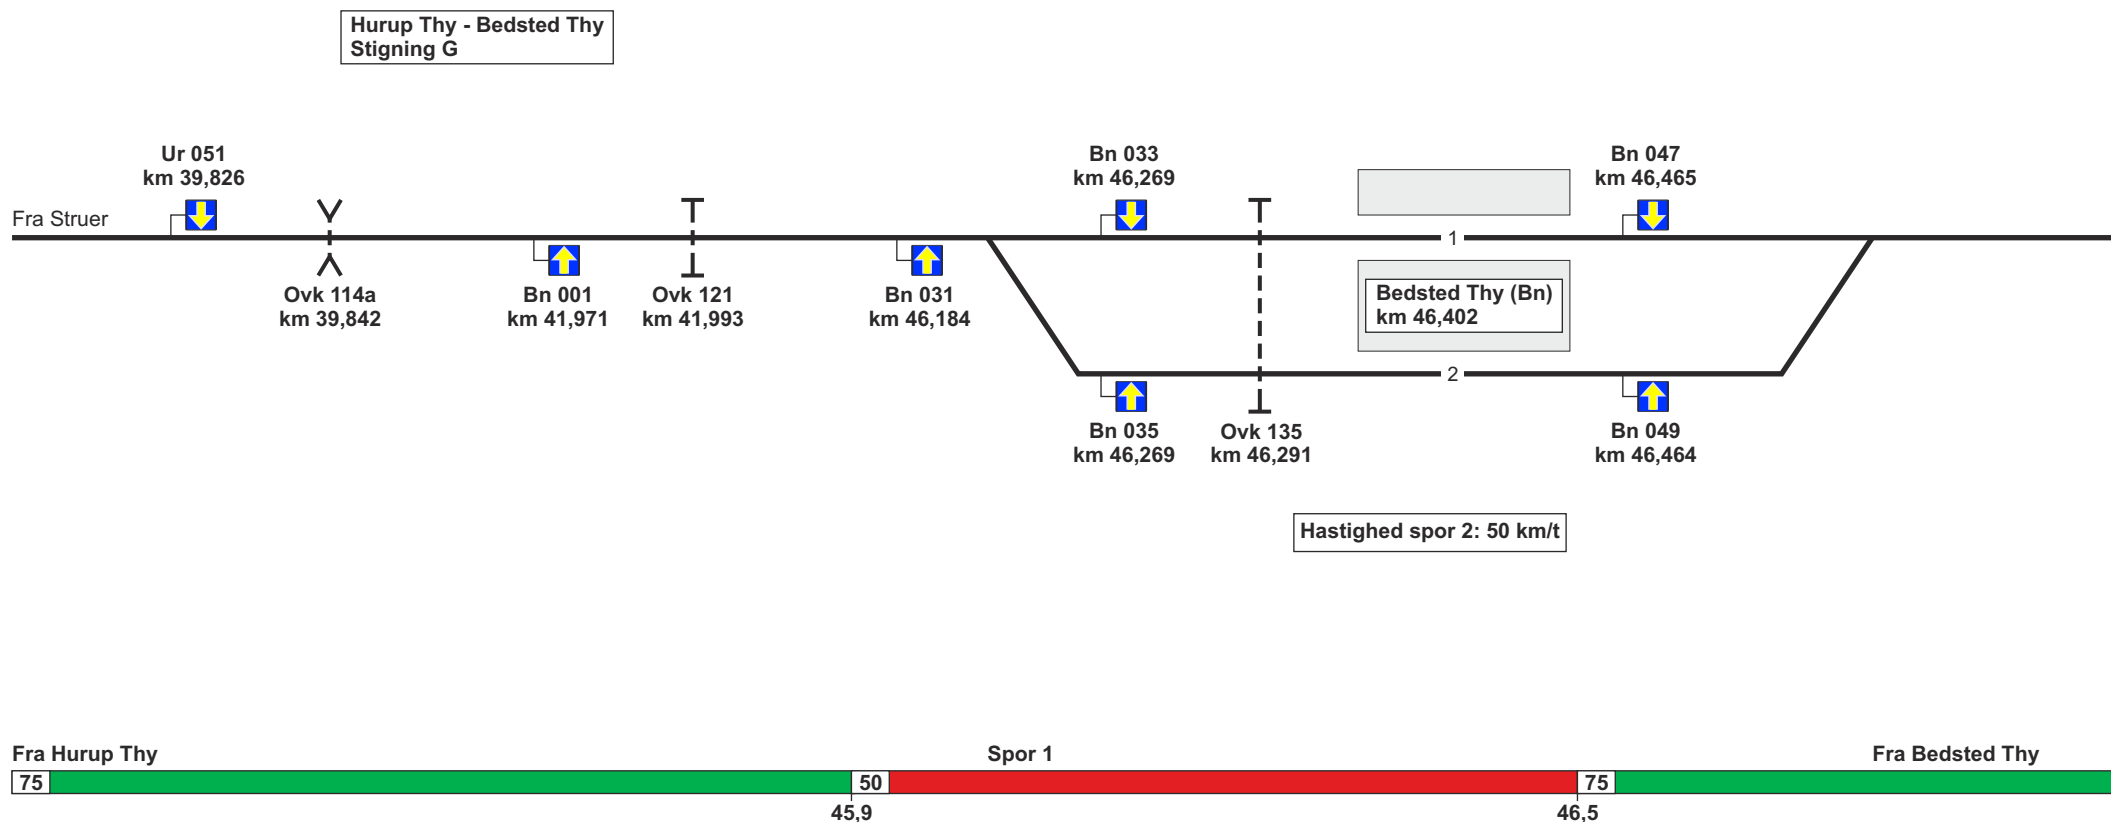 Hurup Thy - Bedsted Thy
Stigning G
Ur 051
km 39,826
Bn 033
km 46,269
Bn 047
km 46,465
Fra Struer
1
Ovk 114a
km 39,842
Bn 001
km 41,971
Ovk 121
km 41,993
Bn 031
km 46,184
Bedsted Thy (Bn)
km 46,402
2
Bn 035
km 46,269
Ovk 135
km 46,291
Bn 049
km 46,464
Hastighed spor 2: 50 km/t
Fra Hurup Thy
Spor 1
Fra Bedsted Thy
75
50
75
45,9
46,5